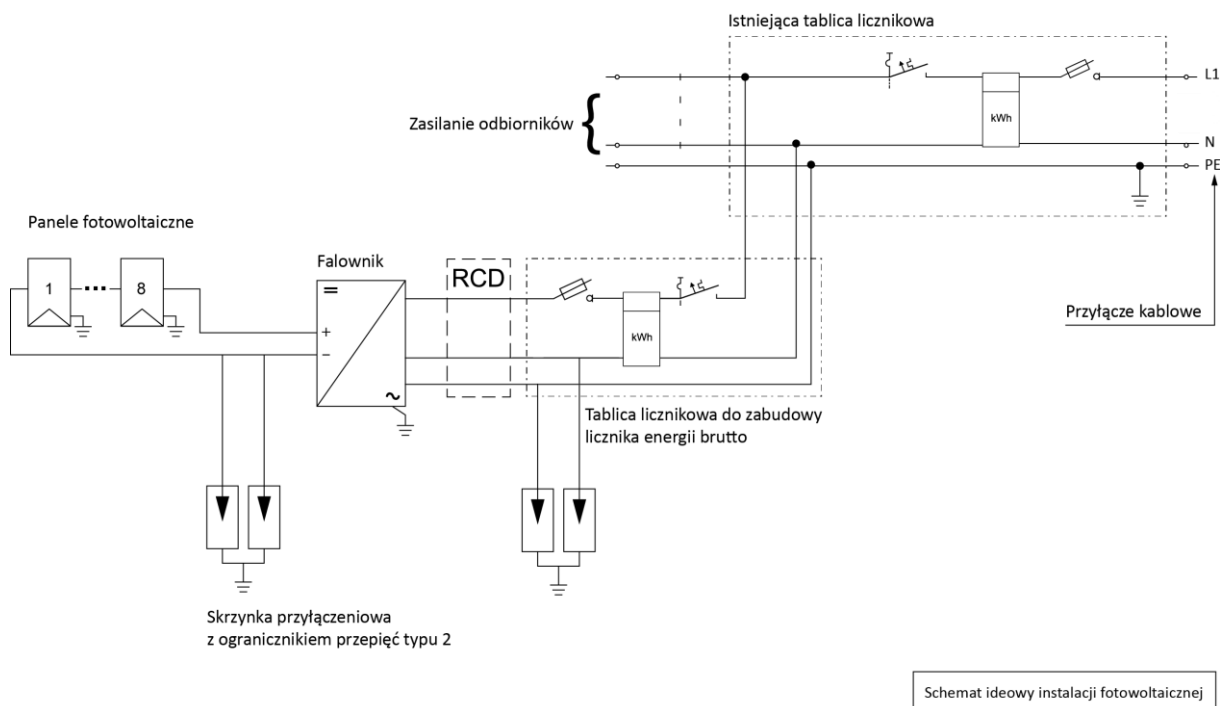 Istniejąca tablica licznikowa
L1
kWh
Zasilanie odbiorników
N
PE
Panele fotowoltaiczne
Falownik
RCD
1
8
Przyłącze kablowe
kWh
Tablica licznikowa do zabudowy
licznika energii brutto
Skrzynka przyłączeniowa
z ogranicznikiem przepięć typu 2
Schemat ideowy instalacji fotowoltaicznej